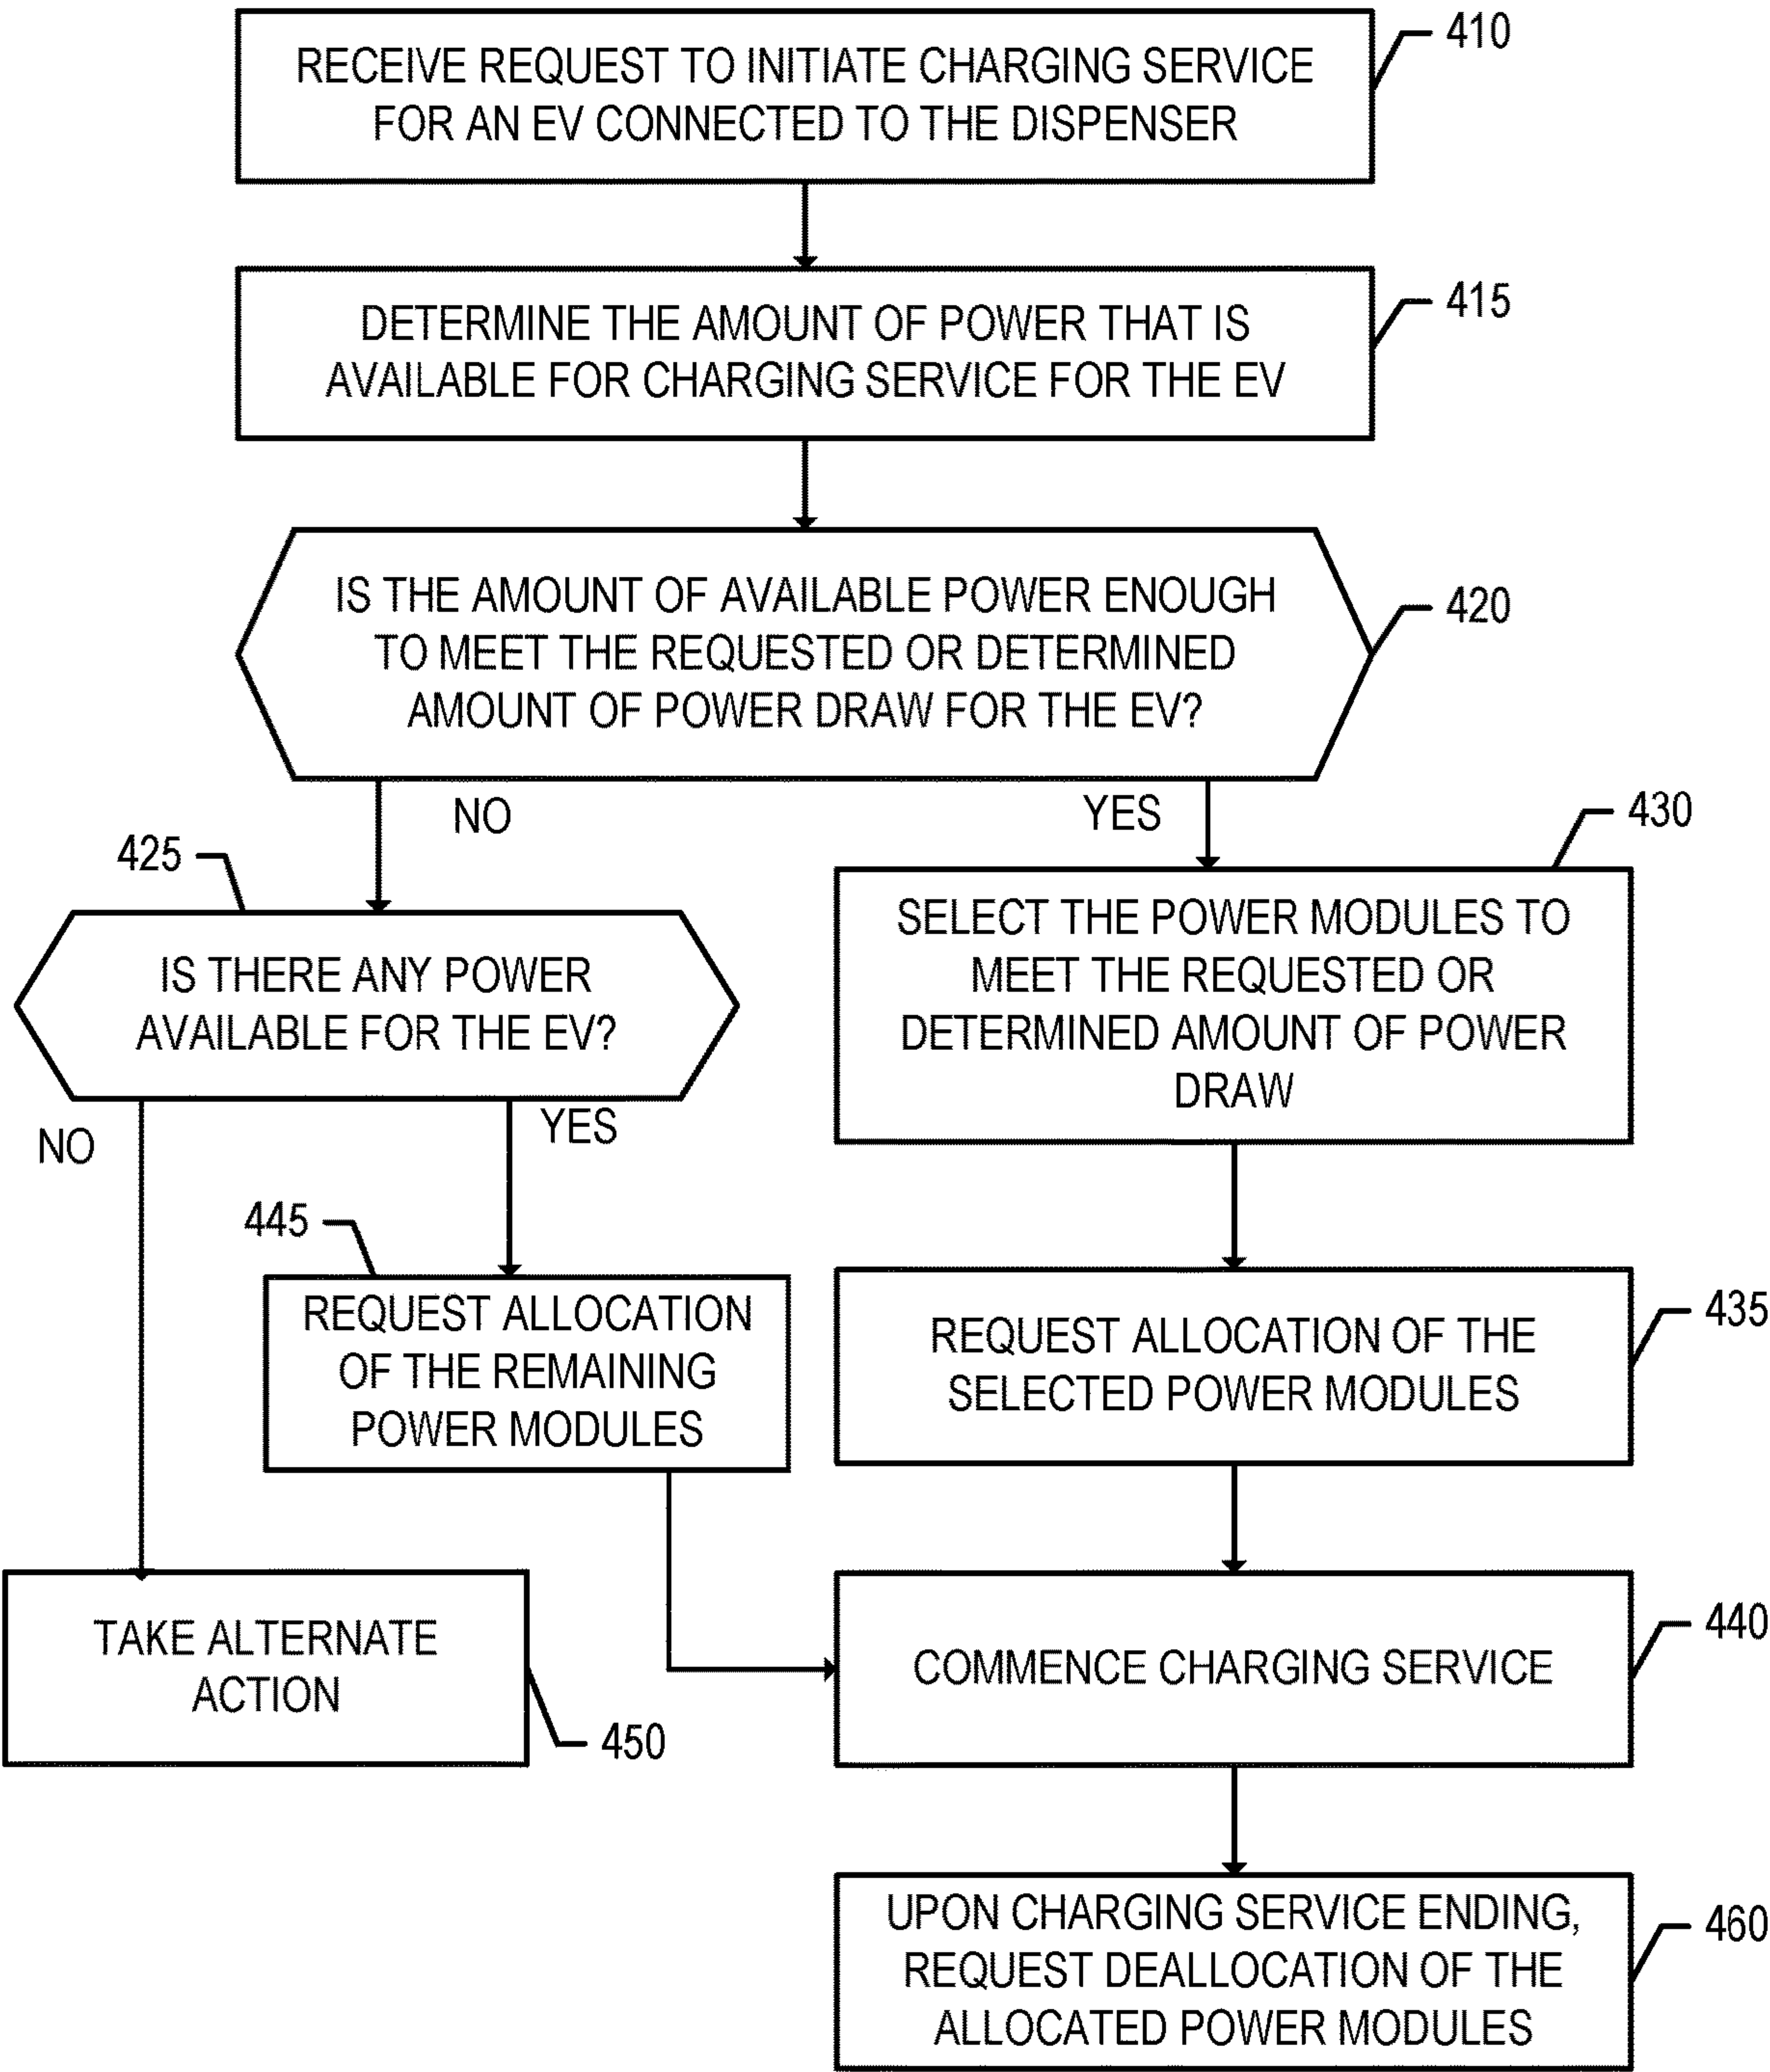 RECEIVE REQUEST TO INITIATE CHARGING SERVICE
FOR AN EV CONNECTED TO THE DISPENSER
410
DETERMINE THE AMOUNT OF POWER THAT IS
AVAILABLE FOR CHARGING SERVICE FOR THE EV
415
IS THE AMOUNT OF AVAILABLE POWER ENOUGH
TO MEET THE REQUESTED OR DETERMINED
AMOUNT OF POWER DRAW FOR THE EV?
420
NO
YES
425
IS THERE ANY POWER
AVAILABLE FOR THE EV?
430
SELECT THE POWER MODULES TO
MEET THE REQUESTED OR
DETERMINED AMOUNT OF POWER
DRAW
NO
YES
445
REQUEST ALLOCATION
OF THE REMAINING
POWER MODULES
REQUEST ALLOCATION OF THE
SELECTED POWER MODULES
435
TAKE ALTERNATE
ACTION
450
COMMENCE CHARGING SERVICE
440
UPON CHARGING SERVICE ENDING,
REQUEST DEALLOCATION OF THE
ALLOCATED POWER MODULES
460